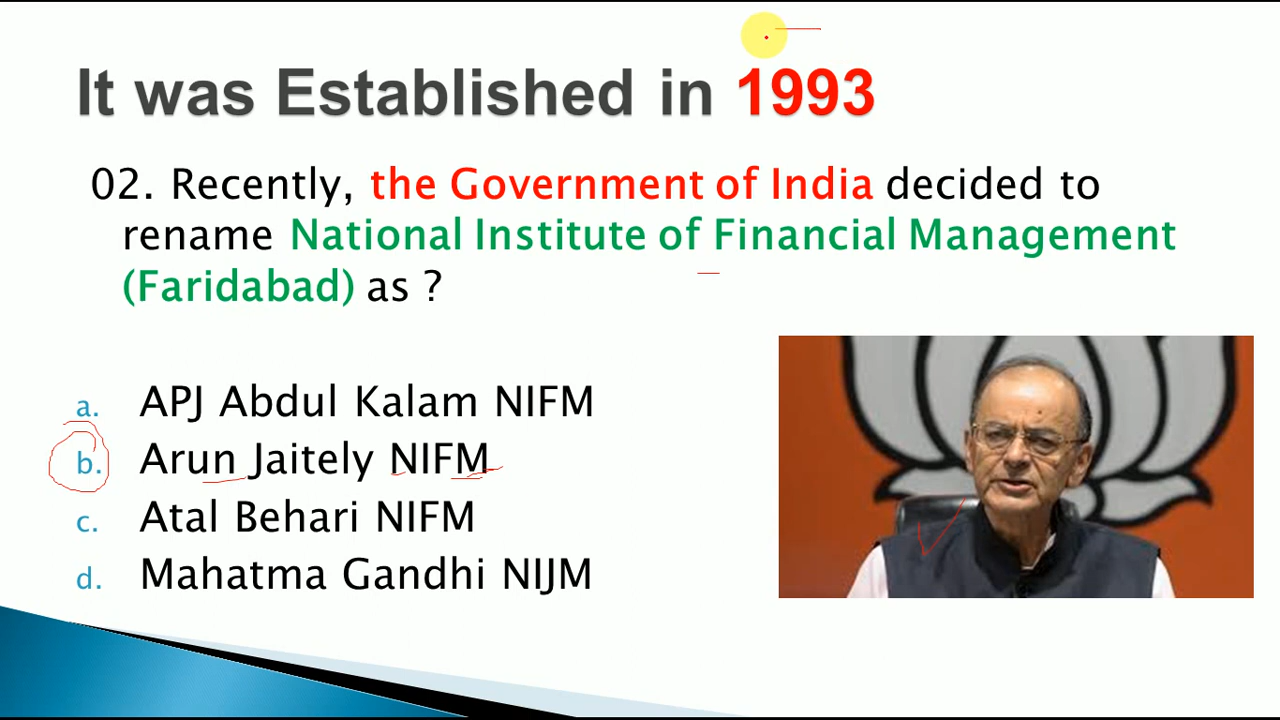 It was Established in 1993
02. Recently, the Government of India decided to
rename National Institute of Financial Management
(Faridabad) as ?
a. APJ Abdul Kalam NIFM
b. Arun Jaitely NIFM
c. Atal Behari NIFM
d. Mahatma Gandhi NIJM